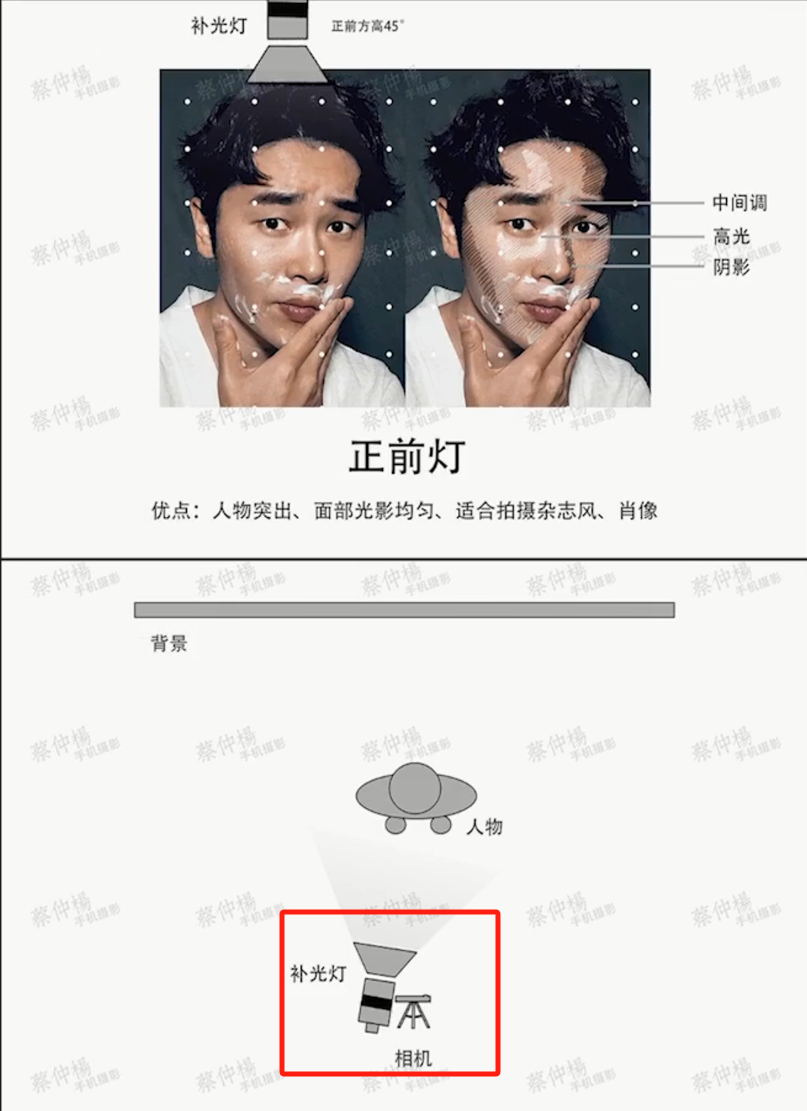 补光灯
正前方高45°
中间调
高光
阴影
正前灯
优点：人物突出、面部光影均匀、适合拍摄杂志风、肖像
背景
人物
补光灯
相机
蔡仲楊
手机摄影